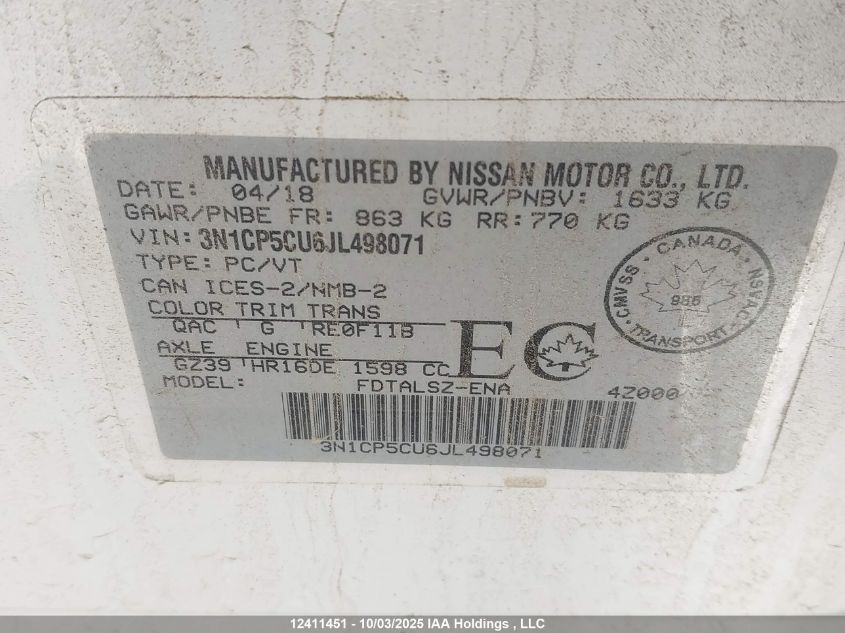 MANUFACTURED BY NISSAN MOTOR CO., LTD.
DATE: 04/18 GVWR/PNBV: 1633 KG
GAWR/PNBE FR: 863 KG RR: 770 KG
VIN: 3N1CP5CU6JL498071
TYPE: PC/VT
CAN ICES-2/NMB-2
COLOR TRIM TRANS
QAC G RE0F11B
AXLE ENGINE
GZ39 HR16DE 1598 CC
MODEL: FDTALSZ-ENA 4Z000
EC
CANADA
CMVSS NSVAC
986
TRANSPORT
3N1CP5CU6JL498071
12411451 - 10/03/2025 IAA Holdings , LLC